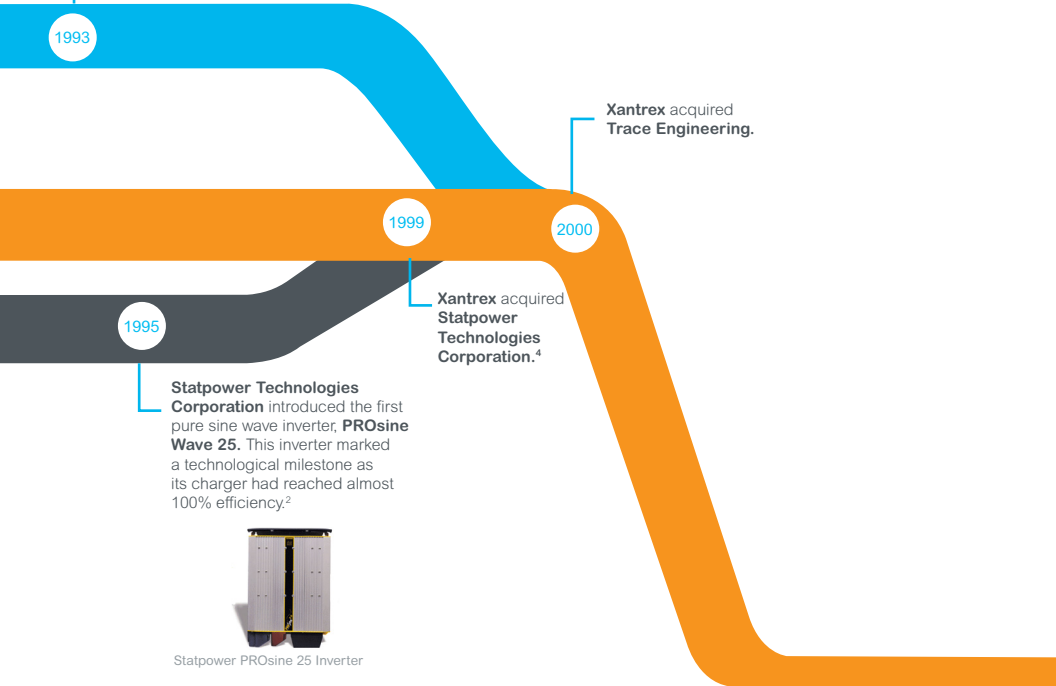 1993
Xantrex acquired
Trace Engineering.
1999
2000
Xantrex acquired
Statpower
Technologies
Corporation.⁴
1995
Statpower Technologies
Corporation introduced the first
pure sine wave inverter, PROsine
Wave 25. This inverter marked
a technological milestone as
its charger had reached almost
100% efficiency.²
Statpower PROsine 25 Inverter